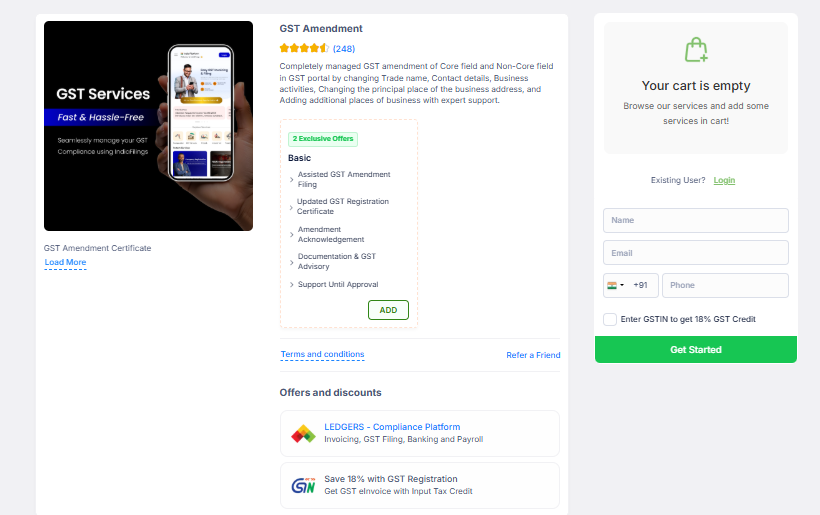 GST Services
Fast & Hassle-Free
Seamlessly manage your GST
Compliance using IndiaFilings
GST Amendment Certificate
Load More
GST Amendment
(248)
Completely managed GST amendment of Core field and Non-Core field
in GST portal by changing Trade name, Contact details, Business
activities, Changing the principal place of the business address, and
Adding additional places of business with expert support.
2 Exclusive Offers
Basic
Assisted GST Amendment
Filing
Updated GST Registration
Certificate
Amendment
Acknowledgement
Documentation & GST
Advisory
Support Until Approval
ADD
Terms and conditions
Refer a Friend
Offers and discounts
LEDGERS - Compliance Platform
Invoicing, GST Filing, Banking and Payroll
Save 18% with GST Registration
Get GST eInvoice with Input Tax Credit
Your cart is empty
Browse our services and add some
services in cart!
Existing User? Login
Name
Email
+91
Phone
Enter GSTIN to get 18% GST Credit
Get Started